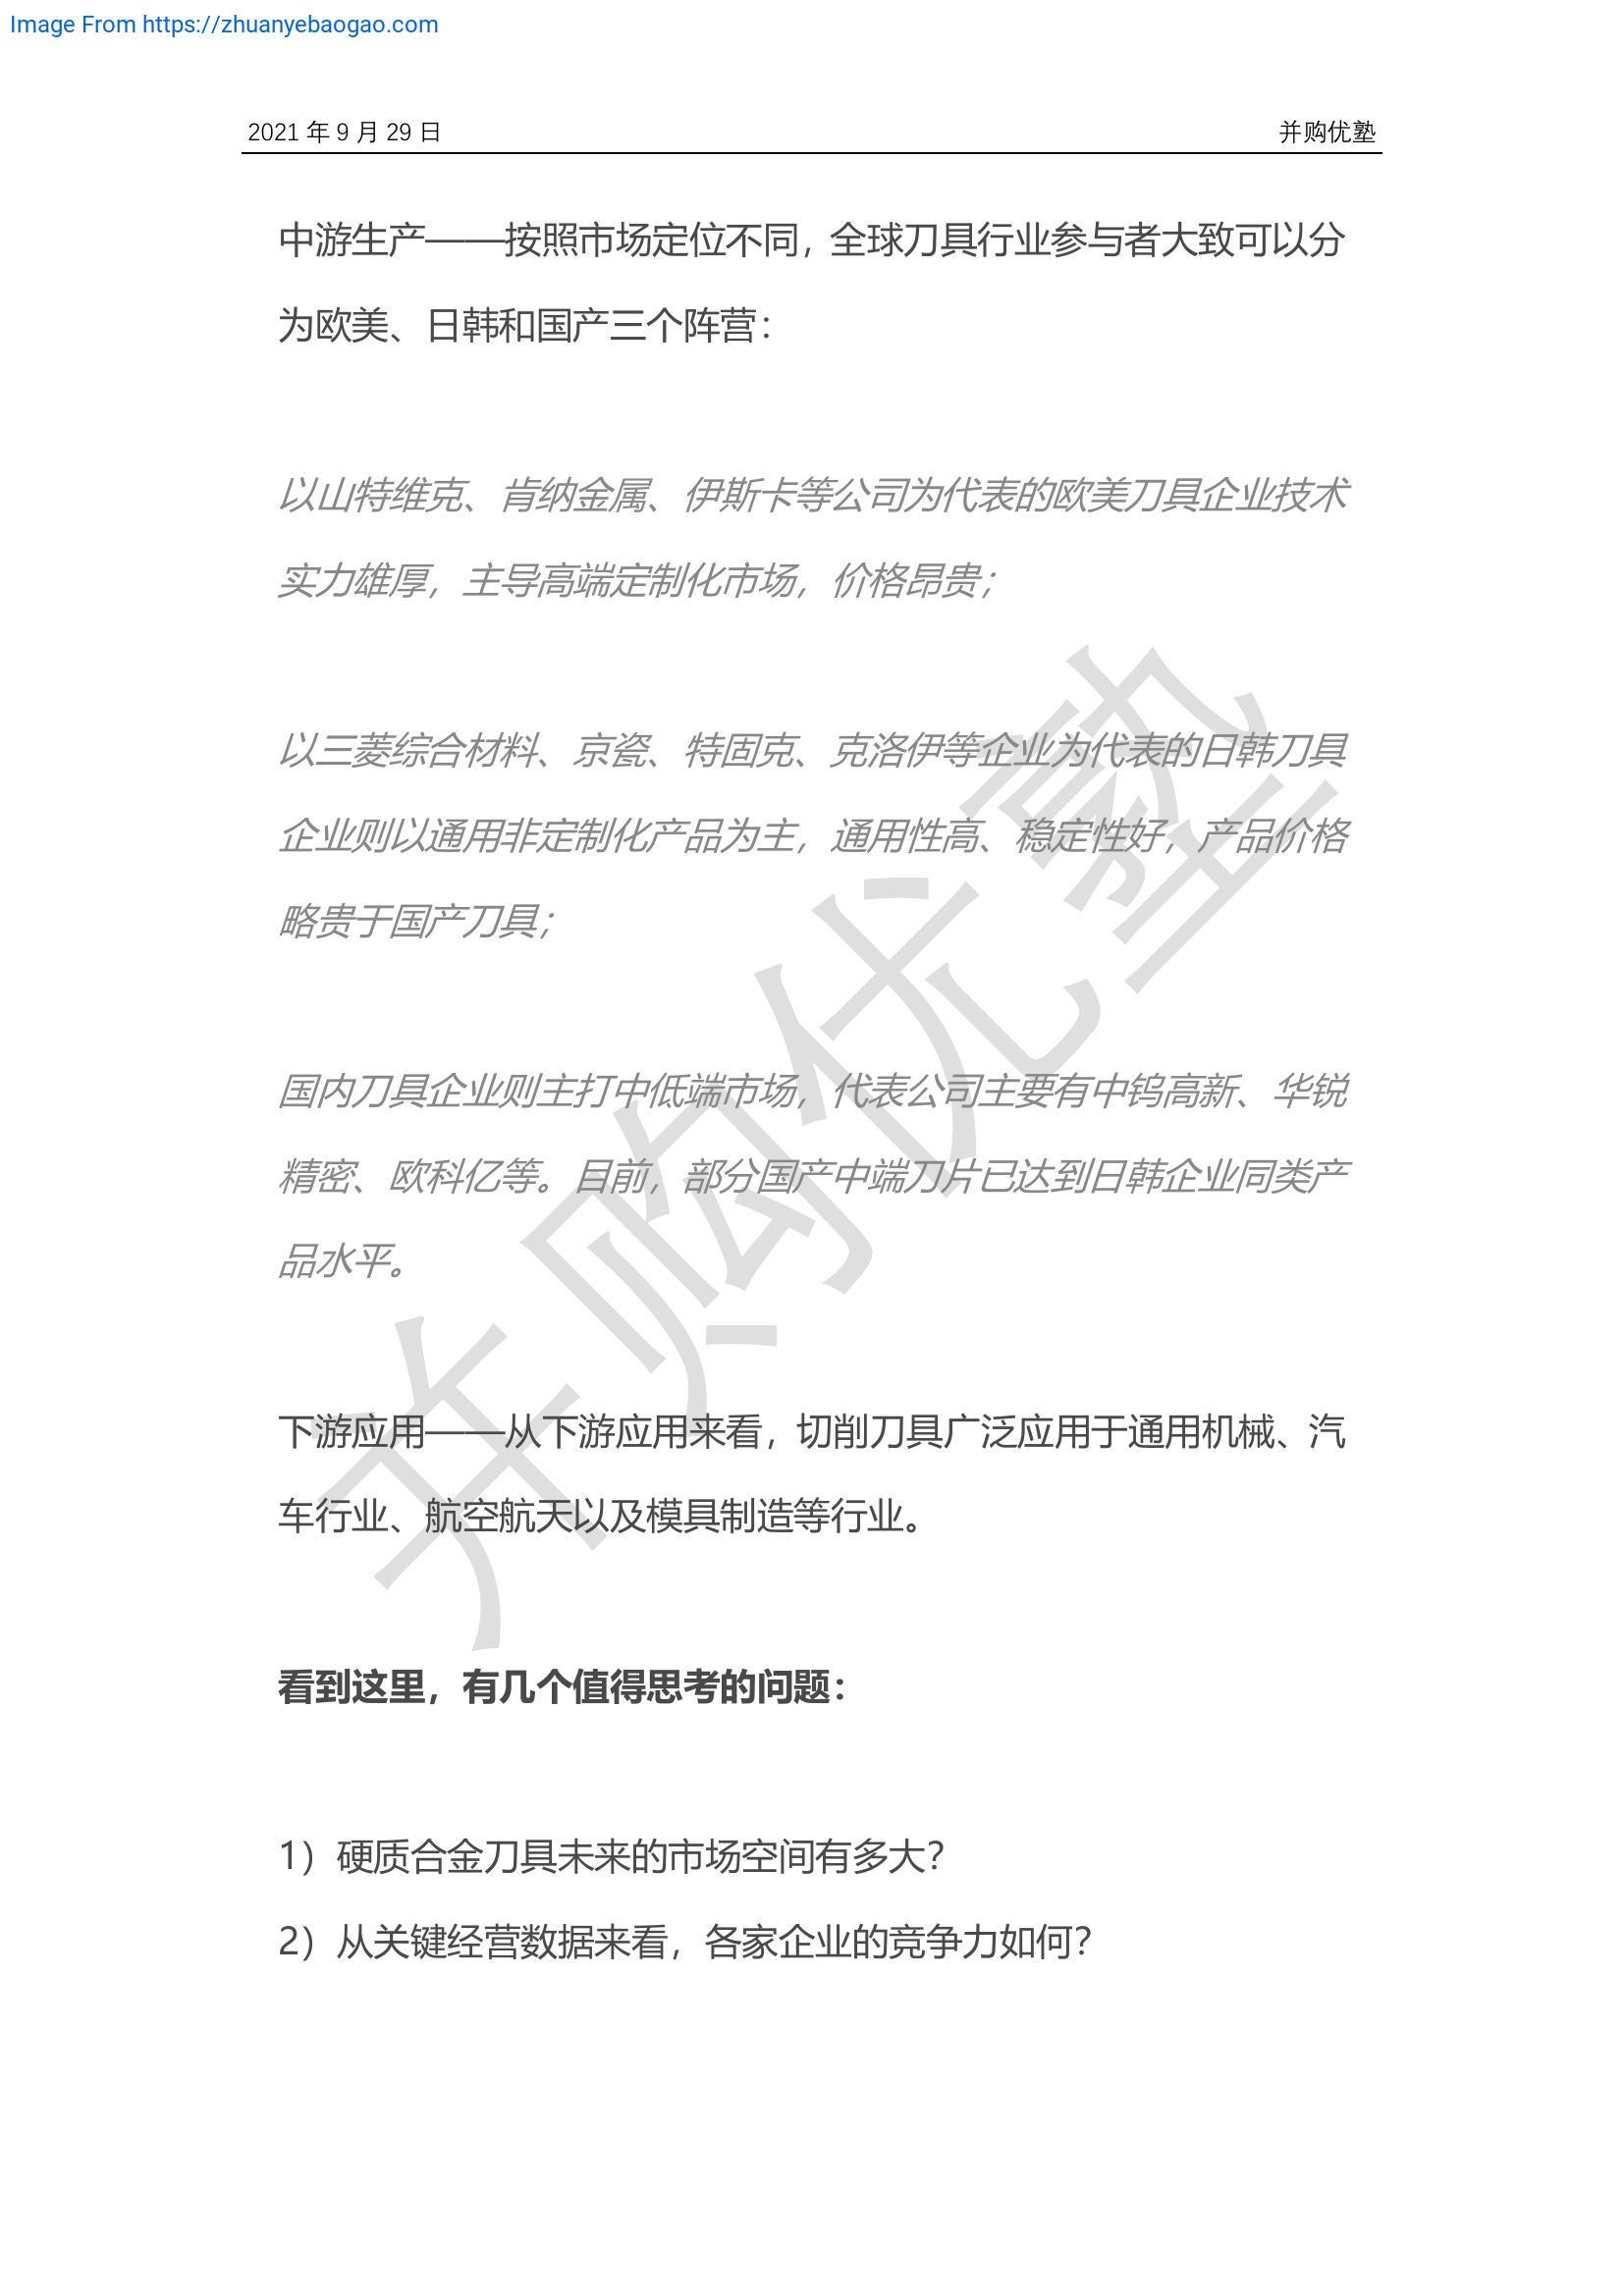 Image From https://zhuanyebaogao.com
2021 年 9 月 29 日
并购优塾
中游生产——按照市场定位不同，全球刀具行业参与者大致可以分
为欧美、日韩和国产三个阵营：
以山特维克、肯纳金属、伊斯卡等公司为代表的欧美刀具企业技术
实力雄厚，主导高端定制化市场，价格昂贵；
以三菱综合材料、京瓷、特固克、克洛伊等企业为代表的日韩刀具
企业则以通用非定制化产品为主，通用性高、稳定性好，产品价格
略贵于国产刀具；
国内刀具企业则主打中低端市场，代表公司主要有中钨高新、华锐
精密、欧科亿等。目前，部分国产中端刀片已达到日韩企业同类产
品水平。
下游应用——从下游应用来看，切削刀具广泛应用于通用机械、汽
车行业、航空航天以及模具制造等行业。
看到这里，有几个值得思考的问题：
1）硬质合金刀具未来的市场空间有多大？
2）从关键经营数据来看，各家企业的竞争力如何？
并购优塾